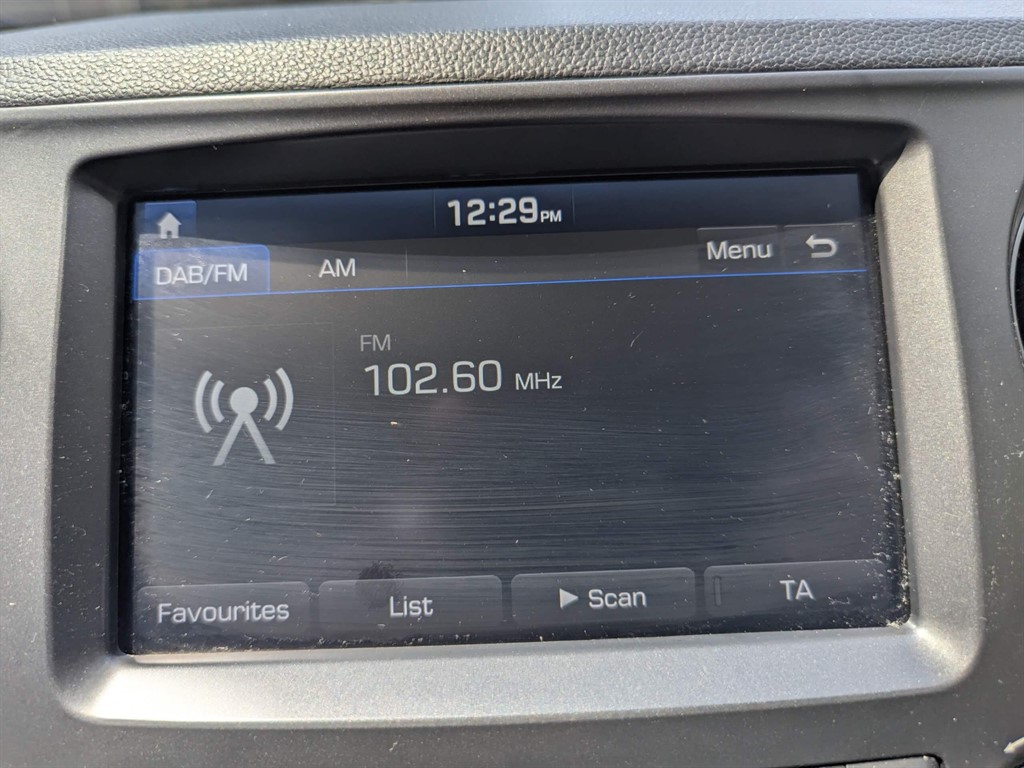 12:29PM
DAB/FM AM Menu
FM
102.60 MHz
Favourites List Scan TA